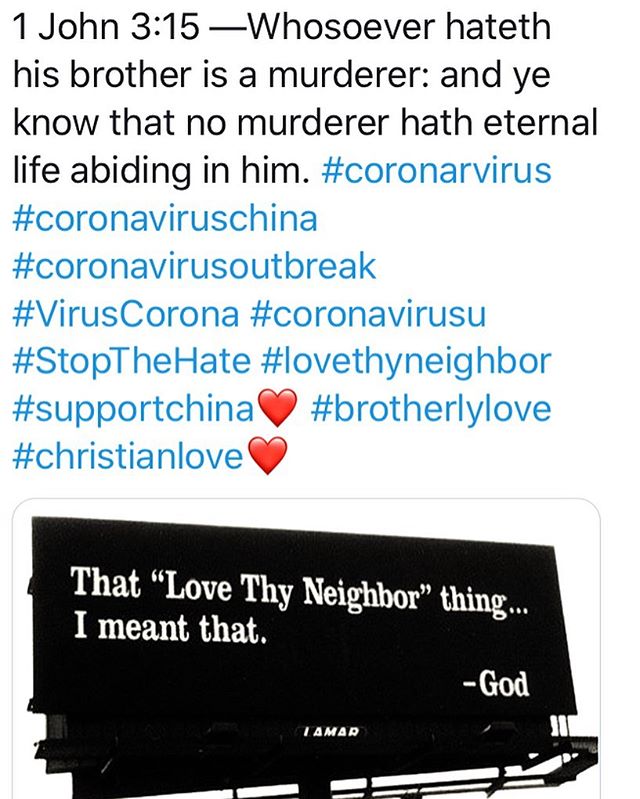 1 John 3:15 —Whosoever hateth
his brother is a murderer: and ye
know that no murderer hath eternal
life abiding in him. #coronarvirus
#coronaviruschina
#coronavirusoutbreak
#VirusCorona #coronavirusu
#StopTheHate #lovethyneighbor
#supportchina❤️ #brotherlylove
#christianlove❤️
That “Love Thy Neighbor” thing...
I meant that.
-God
LAMAR